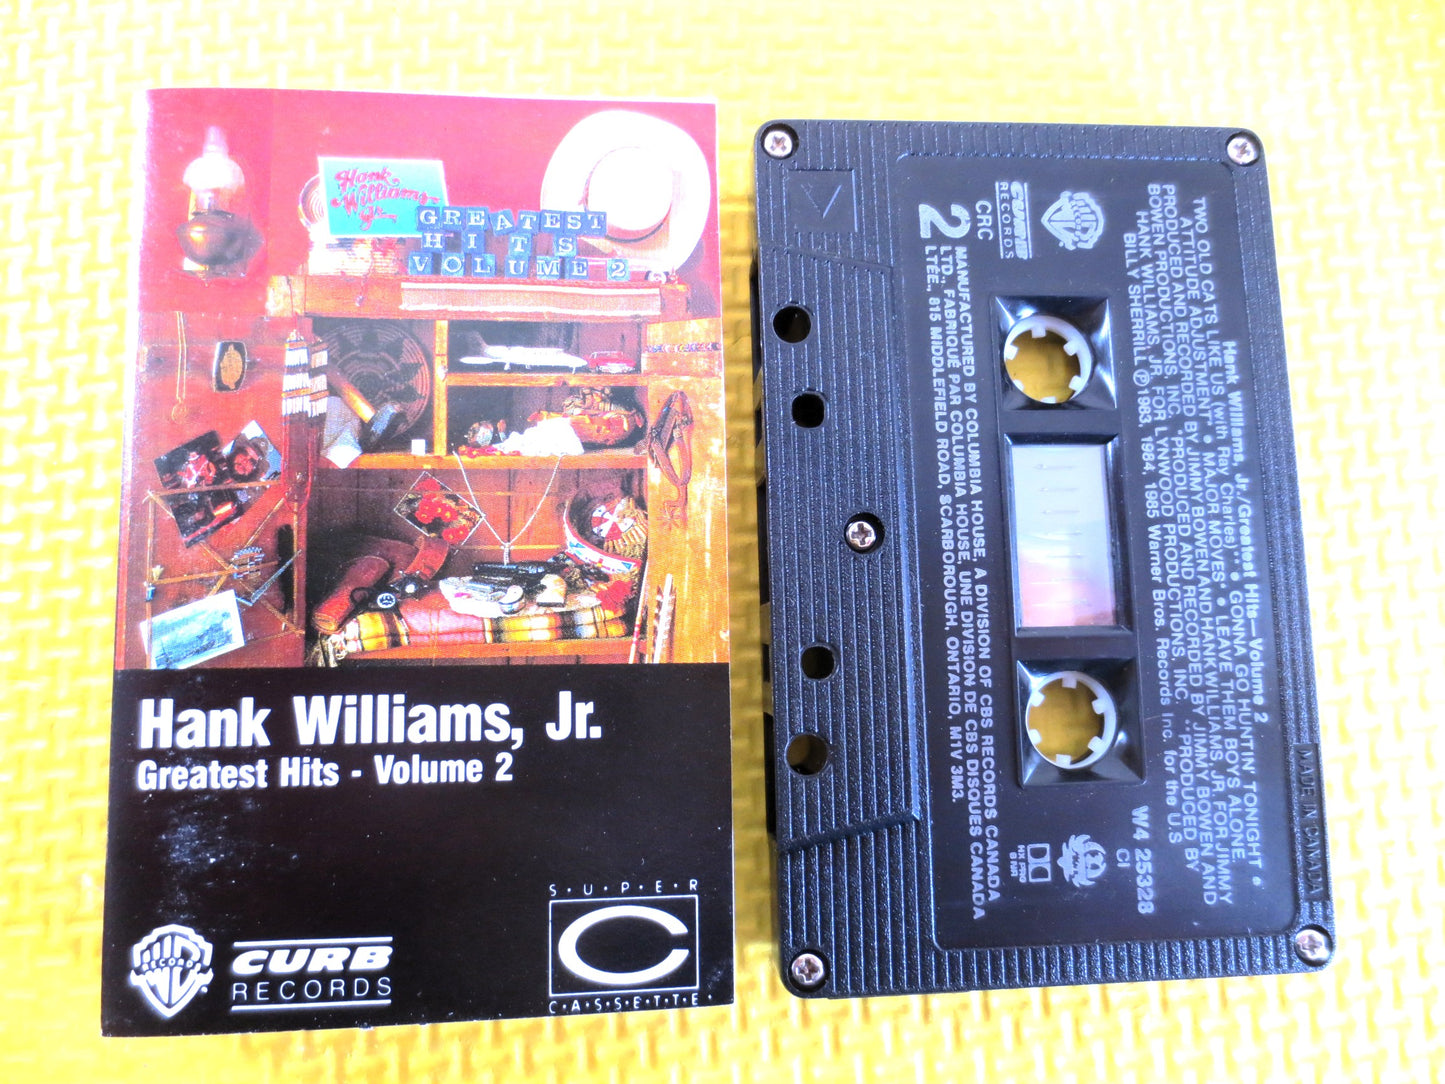 Hank
Williams
Jr.
GREATEST
HITS
VOLUME 2
Hank Williams, Jr.
Greatest Hits - Volume 2
RECORDS
CURB
RECORDS
S·U·P·E·R
C
C·A·S·S·E·T·T·E
Hank Williams, Jr./Greatest Hits—Volume 2
TWO OLD CATS LIKE US (with Ray Charles)** • GONNA GO HUNTIN' TONIGHT •
ATTITUDE ADJUSTMENT* • MAJOR MOVES* • LEAVE THEM BOYS ALONE.
PRODUCED AND RECORDED BY JIMMY BOWEN AND HANK WILLIAMS, JR. FOR JIMMY
BOWEN PRODUCTIONS, INC. *PRODUCED AND RECORDED BY JIMMY BOWEN AND
HANK WILLIAMS, JR. FOR LYNWOOD PRODUCTIONS, INC. **PRODUCED BY
BILLY SHERRILL ℗ 1983, 1984, 1985 Warner Bros. Records Inc. for the U.S
CURB
RECORDS
W4 25328
CI
HX PRO
B NR
CRC
2
MANUFACTURED BY COLUMBIA HOUSE, A DIVISION OF CBS RECORDS CANADA
LTD., FABRIQUÉ PAR COLUMBIA HOUSE, UNE DIVISION DE CBS DISQUES CANADA
LTÉE., 815 MIDDLEFIELD ROAD, SCARBOROUGH, ONTARIO, M1V 3M3.
MADE IN CANADA